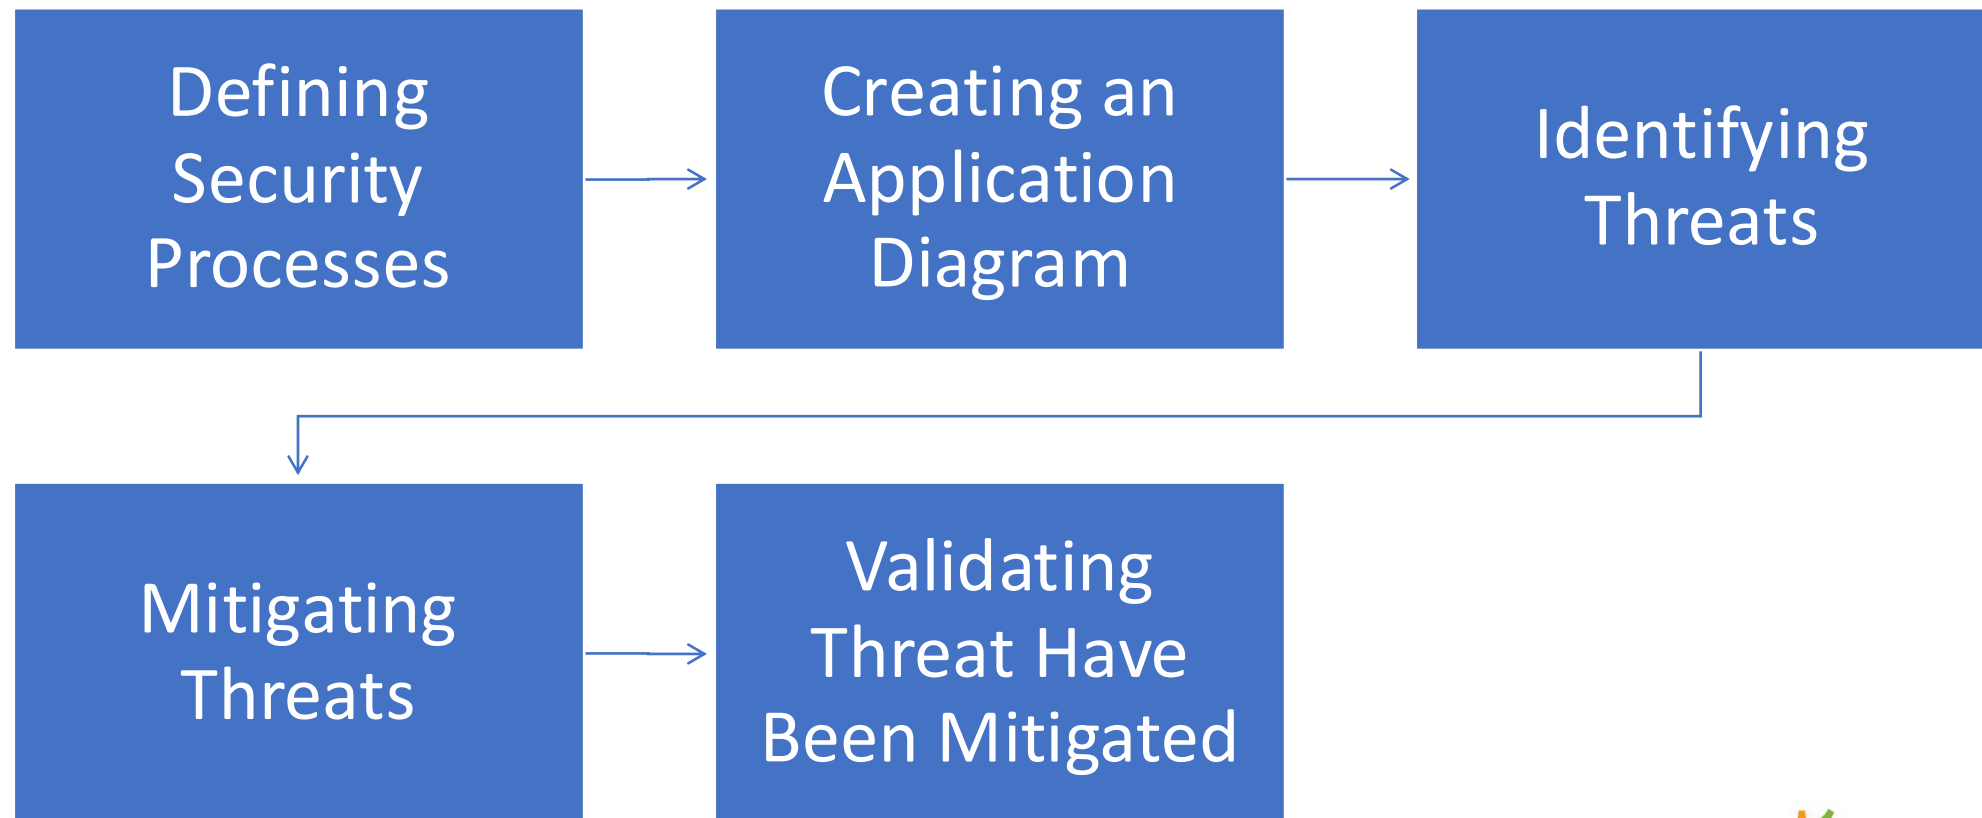 Defining
Security
Processes
Creating an
Application
Diagram
Identifying
Threats
Mitigating
Threats
Validating
Threat Have
Been Mitigated